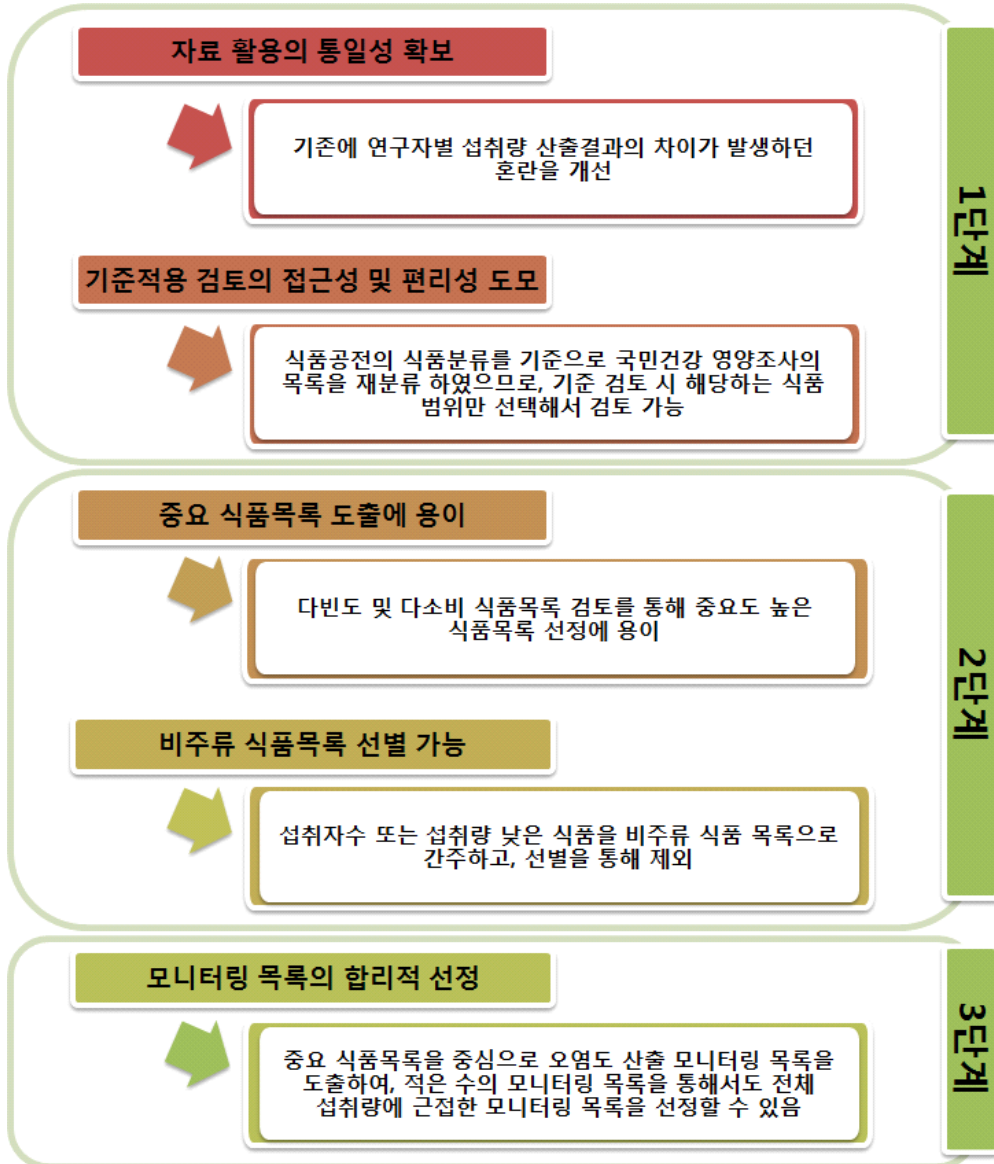 자료 활용의 통일성 확보
기존에 연구자별 섭취량 산출결과의 차이가 발생하던
혼란을 개선
기준적용 검토의 접근성 및 편리성 도모
식품공전의 식품분류를 기준으로 국민건강 영양조사의
목록을 재분류 하였으므로, 기준 검토 시 해당하는 식품
범위만 선택해서 검토 가능
1단계
중요 식품목록 도출에 용이
다빈도 및 다소비 식품목록 검토를 통해 중요도 높은
식품목록 선정에 용이
비주류 식품목록 선별 가능
섭취자수 또는 섭취량 낮은 식품을 비주류 식품 목록으로
간주하고, 선별을 통해 제외
2단계
모니터링 목록의 합리적 선정
중요 식품목록을 중심으로 오염도 산출 모니터링 목록을
도출하여, 적은 수의 모니터링 목록을 통해서도 전체
섭취량에 근접한 모니터링 목록을 선정할 수 있음
3단계